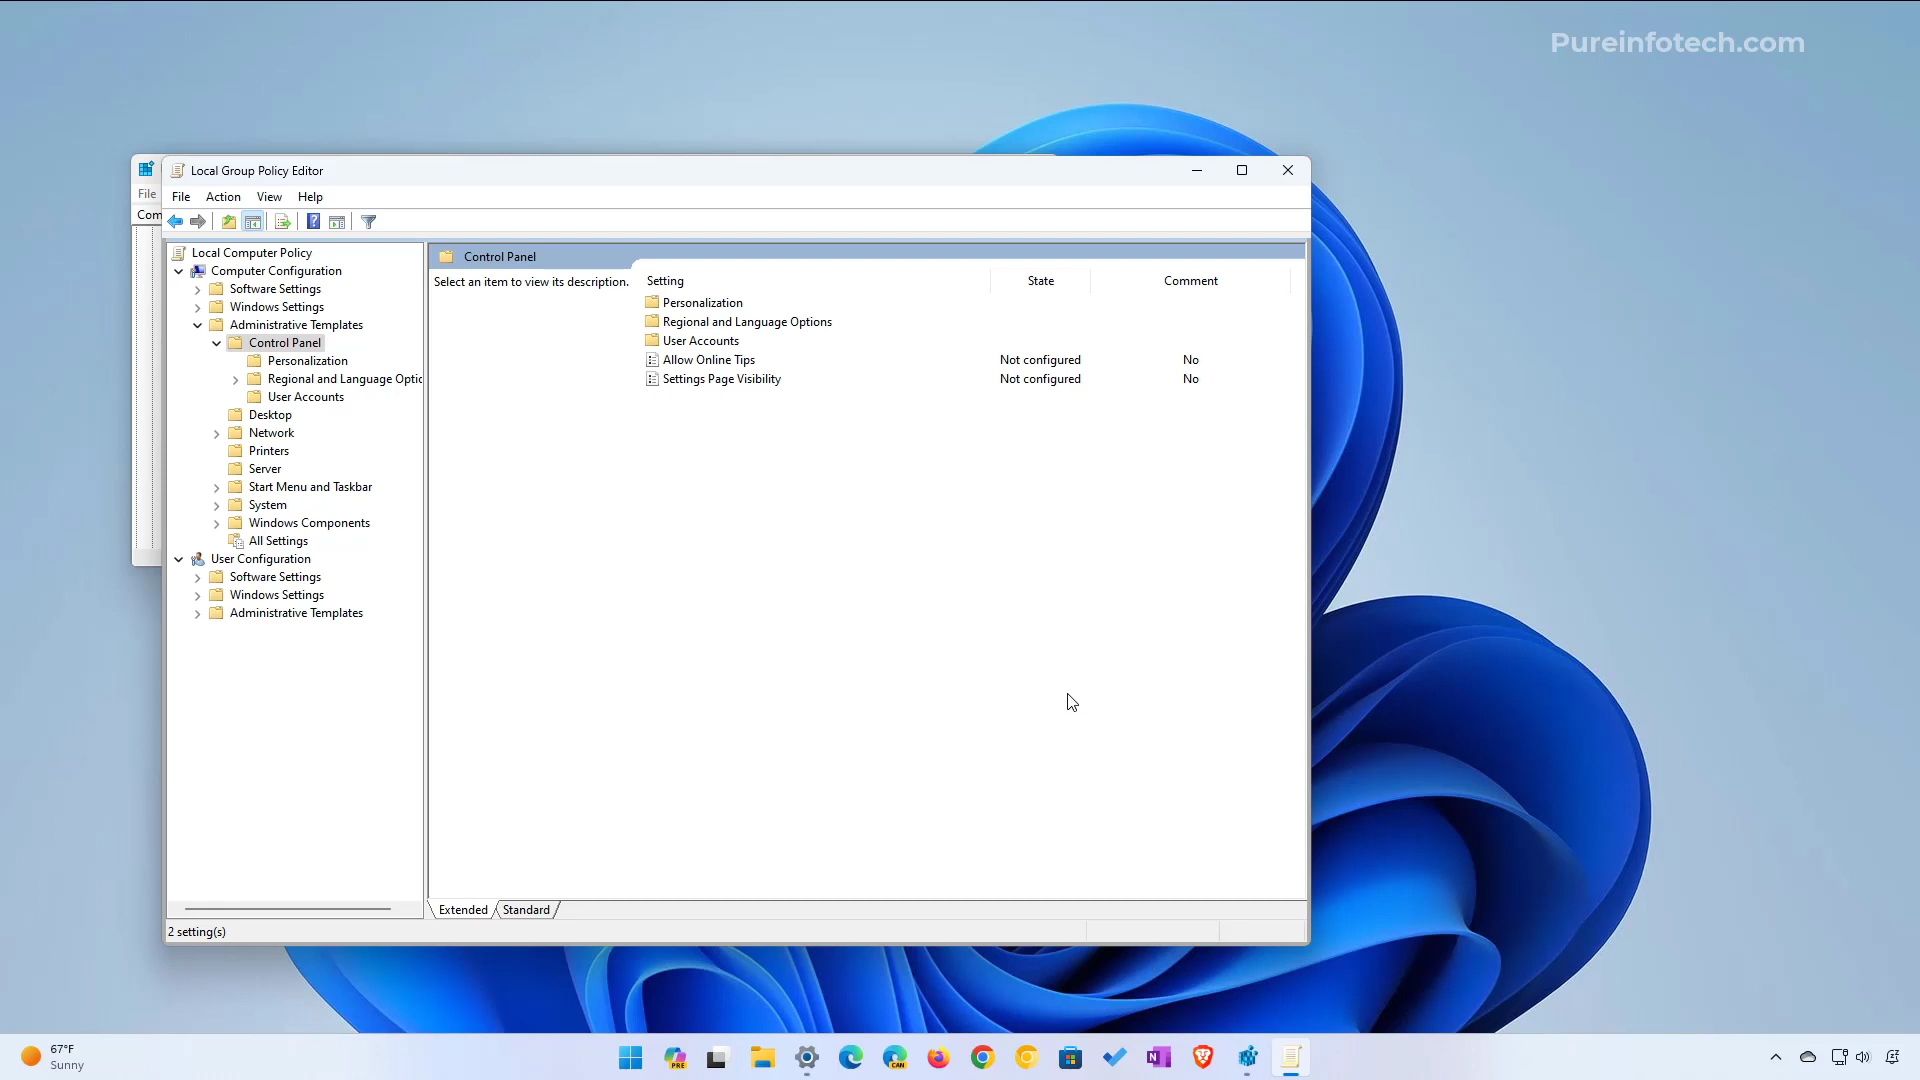 Pureinfotech.com
File
Com
Local Group Policy Editor
File Action View Help
Local Computer Policy
Computer Configuration
Software Settings
Windows Settings
Administrative Templates
Control Panel
Personalization
Regional and Language Optic
User Accounts
Desktop
Network
Printers
Server
Start Menu and Taskbar
System
Windows Components
All Settings
User Configuration
Software Settings
Windows Settings
Administrative Templates
Control Panel
Select an item to view its description.
Setting State Comment
Personalization
Regional and Language Options
User Accounts
Allow Online Tips Not configured No
Settings Page Visibility Not configured No
Extended Standard
2 setting(s)
67°F
Sunny
PRE
CAN